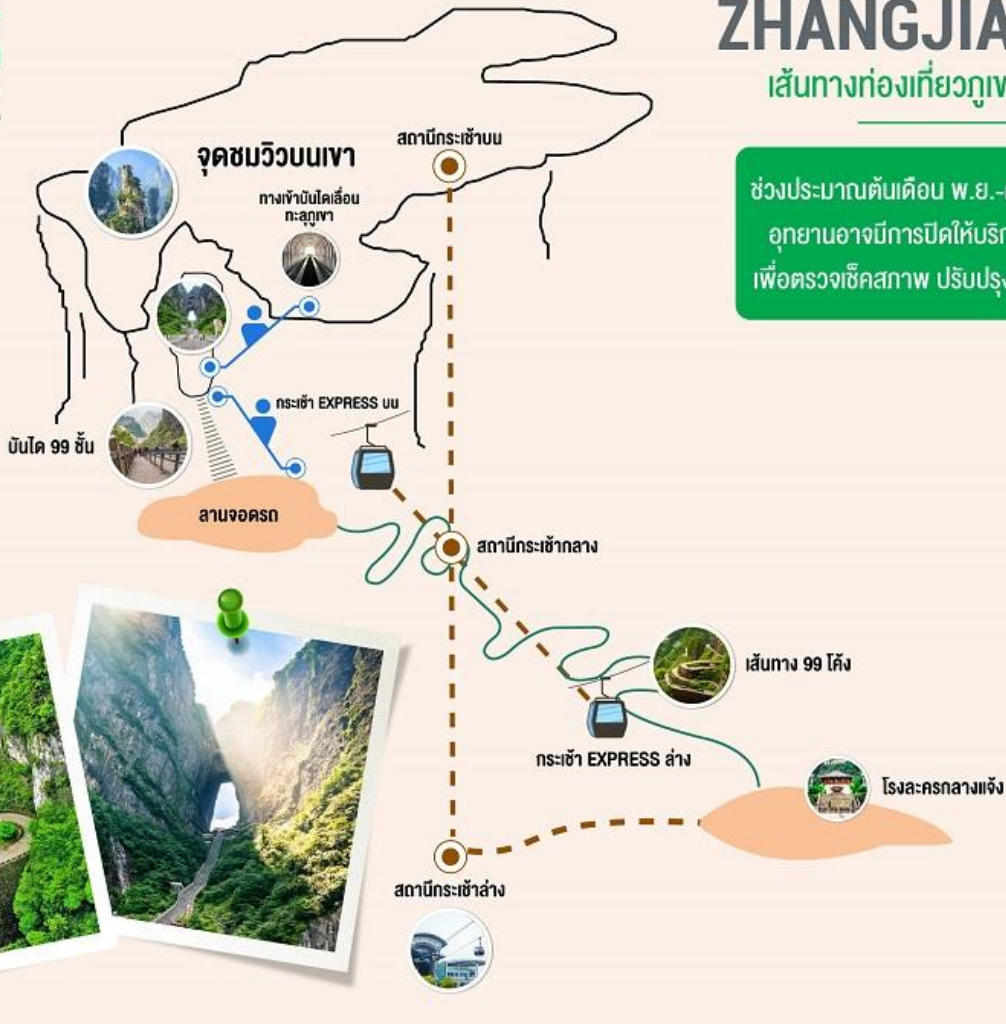 ZHANGJIA
เส้นทางท่องเที่ยวภูเข
ช่วงประมาณต้นเดือน พ.ย.-
อุทยานอาจมีการปิดให้บริก
เพื่อตรวจเช็คสภาพ ปรับปรุง
สถานีกระเช้าบน
จุดชมวิวบนเขา
ทางเข้าบันไดเลื่อน
ทะลุภูเขา
กระเช้า EXPRESS บน
บันได 99 ชั้น
ลานจอดรถ
สถานีกระเช้ากลาง
เส้นทาง 99 โค้ง
กระเช้า EXPRESS ล่าง
โรงละครกลางแจ้ง
สถานีกระเช้าล่าง